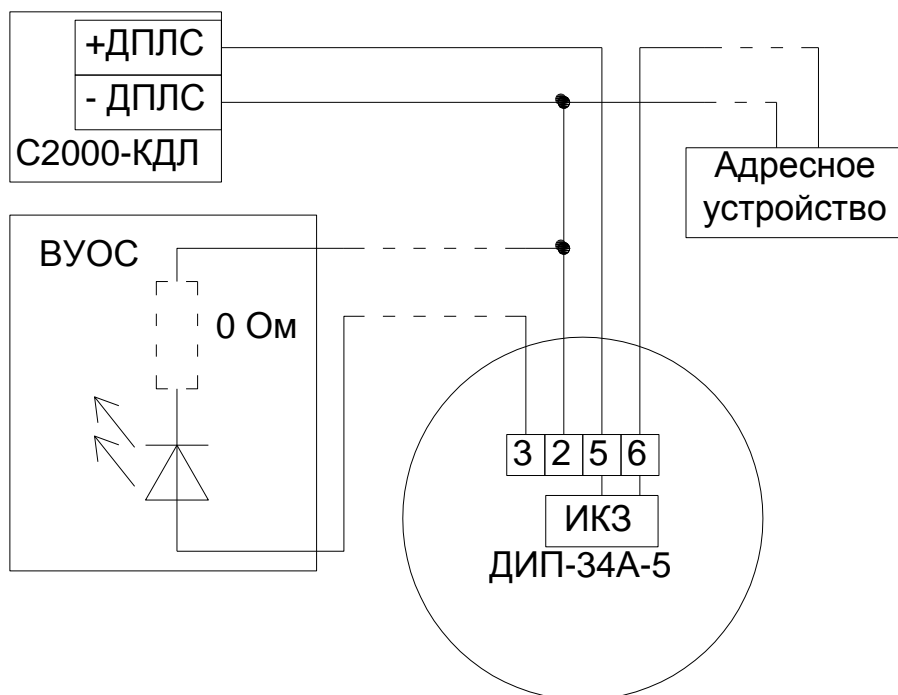 +ДПЛС
- ДПЛС
С2000-КДЛ
Адресное
устройство
ВУОС
0 Ом
3 2 5 6
ИКЗ
ДИП-34А-5